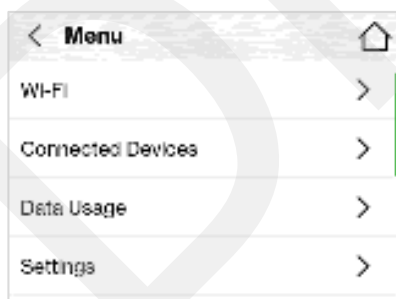 Menu
Wi-Fi
Connected Devices
Data Usage
Settings